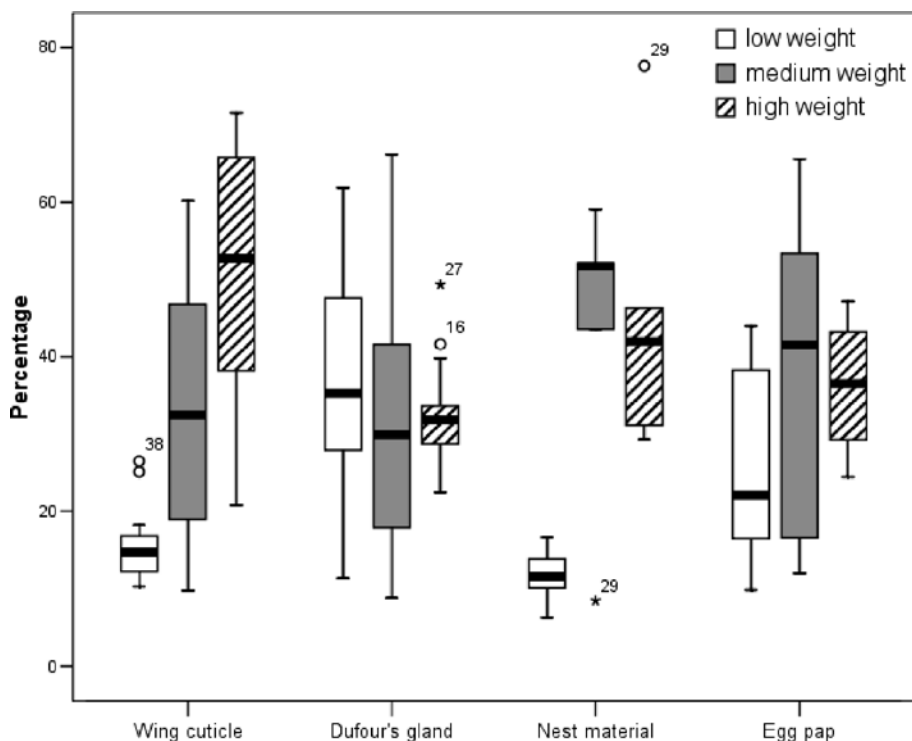 80
60
40
20
0
Percentage
low weight
medium weight
high weight
38
27
16
29
29
Wing cuticle
Dufour's gland
Nest material
Egg pap